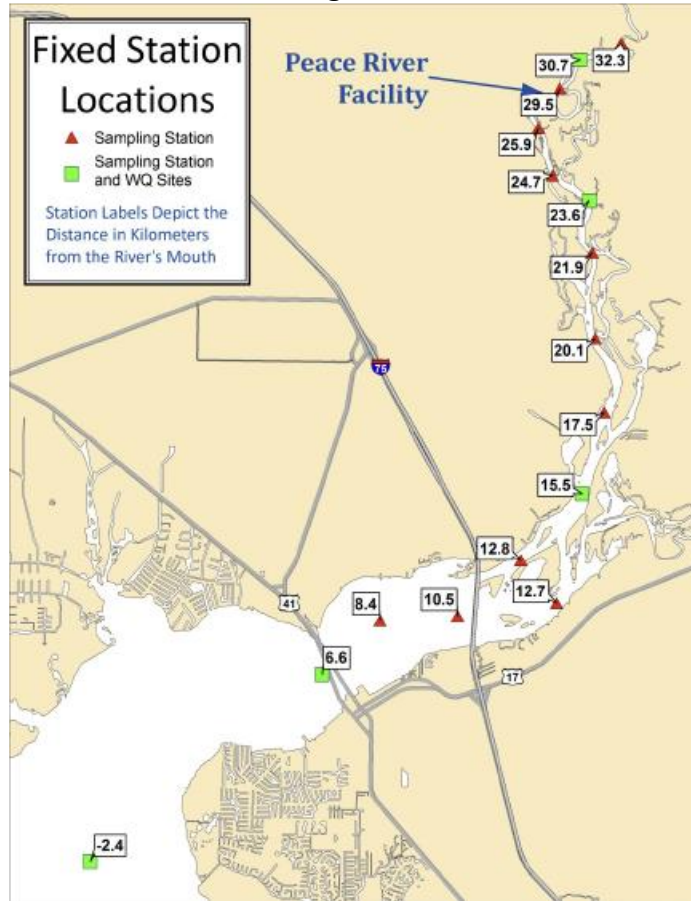 Fixed Station
Locations
Sampling Station
Sampling Station
and WQ Sites
Station Labels Depict the
Distance in Kilometers
from the River's Mouth
Peace River
Facility
30.7
32.3
29.5
25.9
24.7
23.6
21.9
20.1
75
17.5
15.5
12.8
12.7
10.5
8.4
41
6.6
17
-2.4